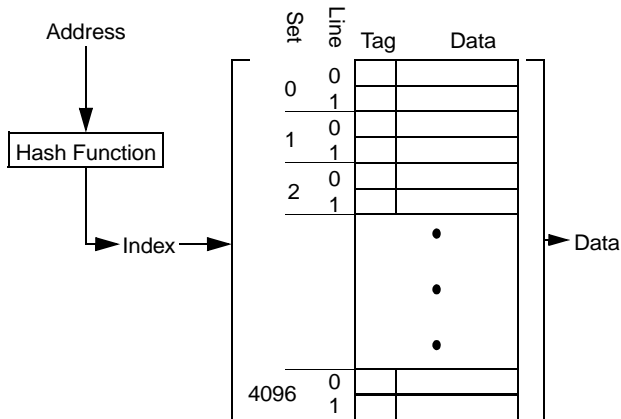 Address
Set
Line
Tag Data
0 0
1
Hash Function
1 0
1
2 0
1
Index
Data
4096 0
1